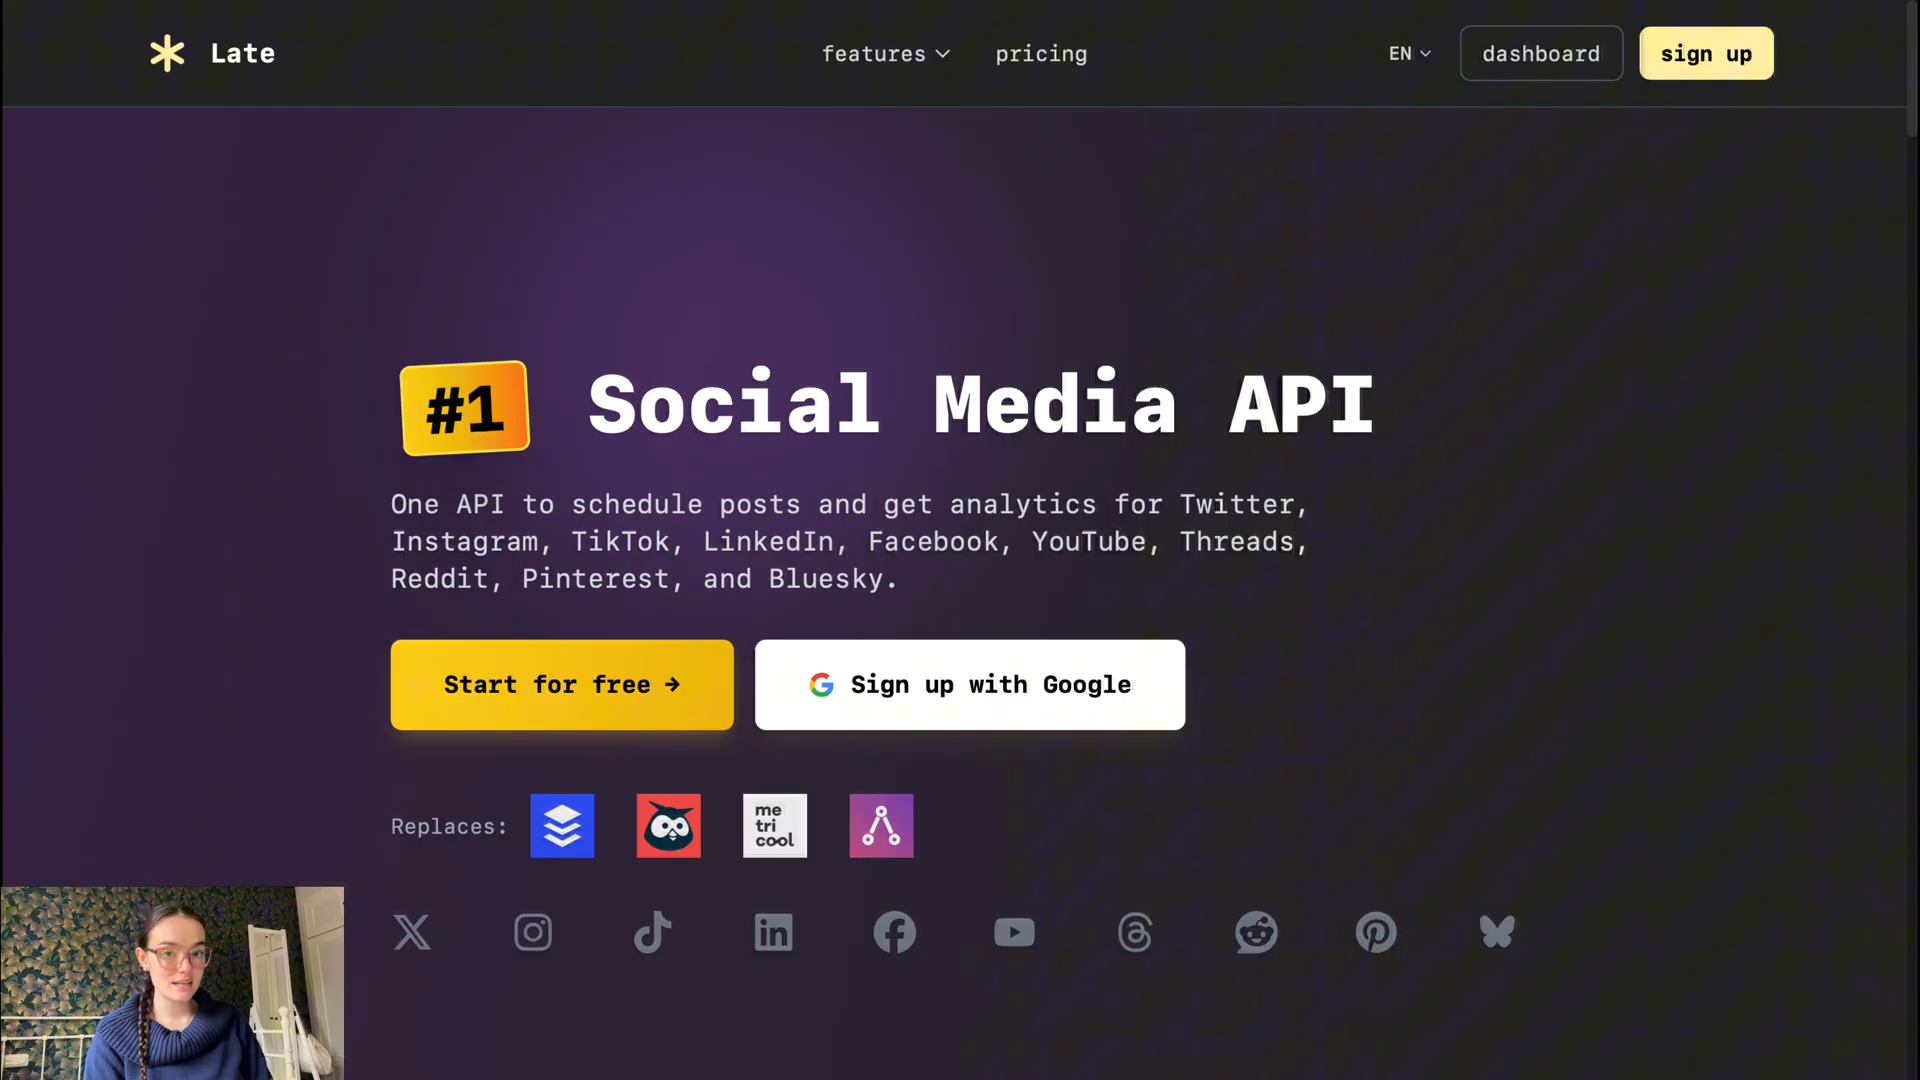 Late
features
pricing
EN
dashboard
sign up
#1 Social Media API
One API to schedule posts and get analytics for Twitter,
Instagram, TikTok, LinkedIn, Facebook, YouTube, Threads,
Reddit, Pinterest, and Bluesky.
Start for free →
Sign up with Google
Replaces:
me
tri
cool